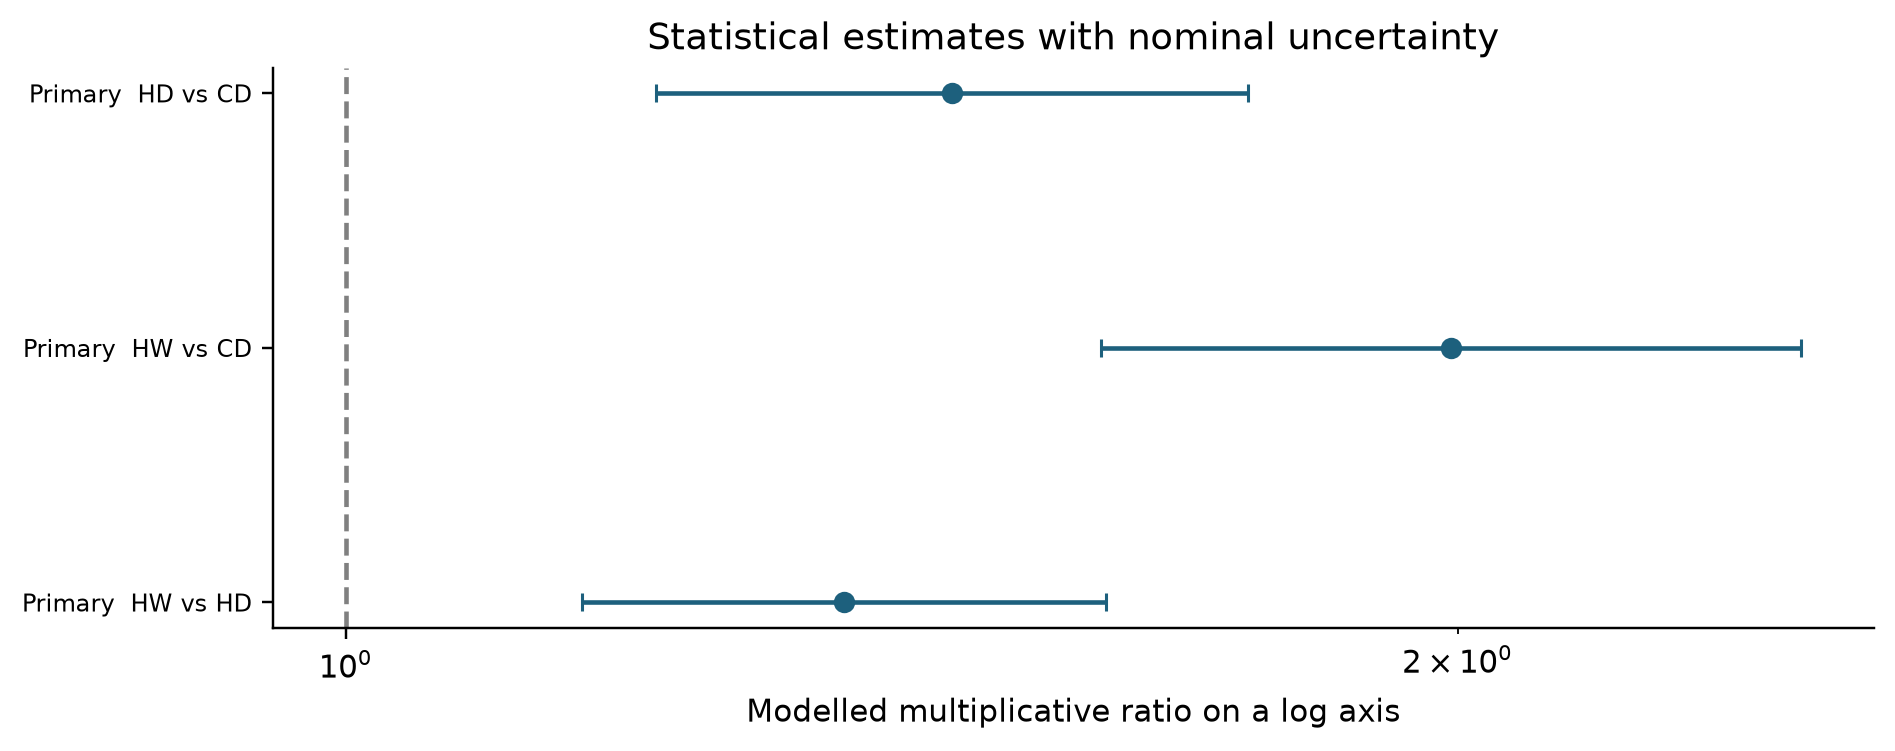 Statistical estimates with nominal uncertainty
Primary  HD vs CD
Primary  HW vs CD
Primary  HW vs HD
10⁰
2 × 10⁰
Modelled multiplicative ratio on a log axis